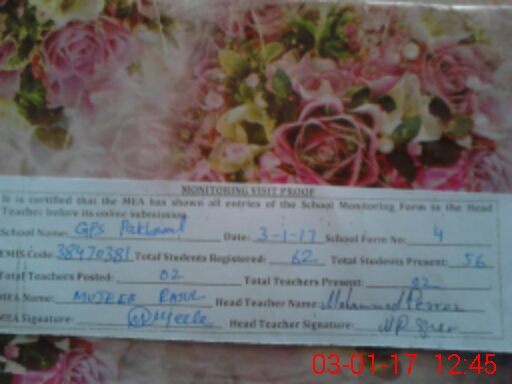 MONITORING VISIT PROOF
It is certified that the MEA has shown all entries of the School Monitoring Form to the Head
Teacher before its online submission
School Name: GPS Date: 3-1-17 School Form No: 4
EMIS Code: 38470381 Total Students Registered: 62 Total Students Present: 56
Total Teachers Posted: 02 Total Teachers Present: 02
MEA Name: MUJEEB RASUL Head Teacher Name: Mohammad
MEA Signature: Head Teacher Signature:
03-01-17 12:45